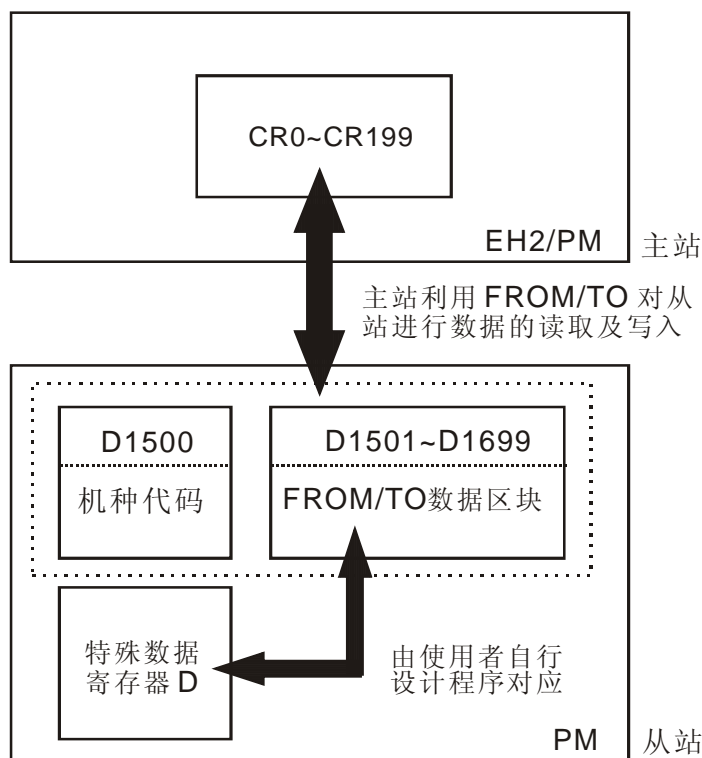 CR0~CR199
EH2/PM
主站
主站利用 FROM/TO 对从
站进行数据的读取及写入
D1500
机种代码
D1501~D1699
FROM/TO数据区块
特殊数据
寄存器 D
由使用者自行
设计程序对应
PM
从站